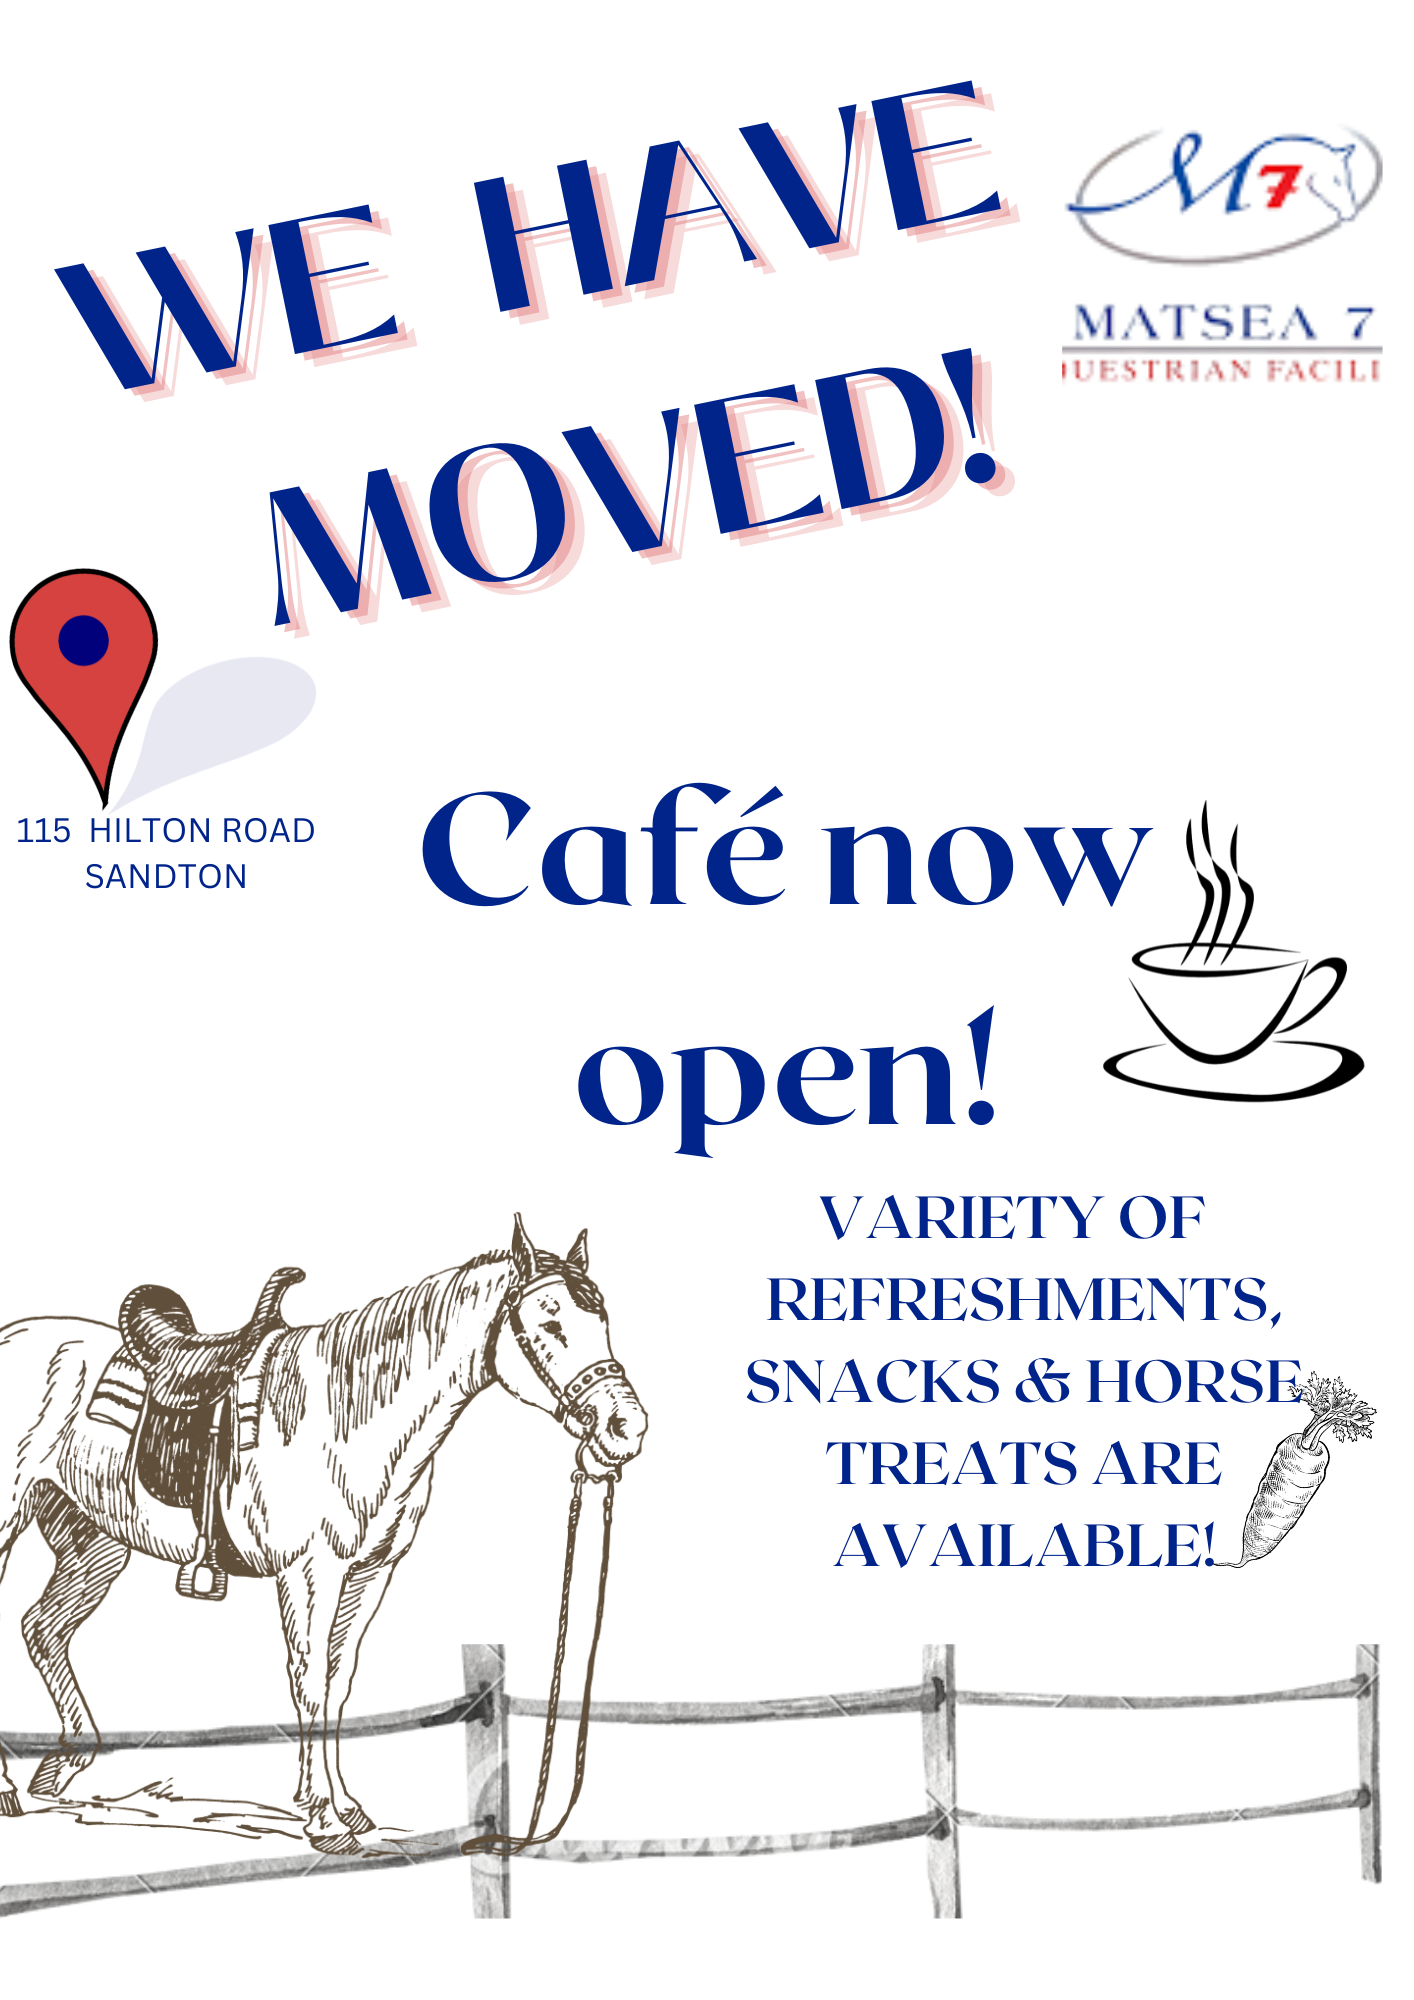 WE HAVE
MOVED!
M7
MATSEA 7
QUESTRIAN FACILI
115 HILTON ROAD
SANDTON
Café now
open!
VARIETY OF
REFRESHMENTS,
SNACKS & HORSE
TREATS ARE
AVAILABLE!